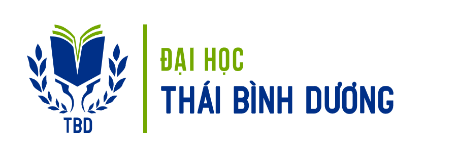 TBD
ĐẠI HỌC
THÁI BÌNH DƯƠNG